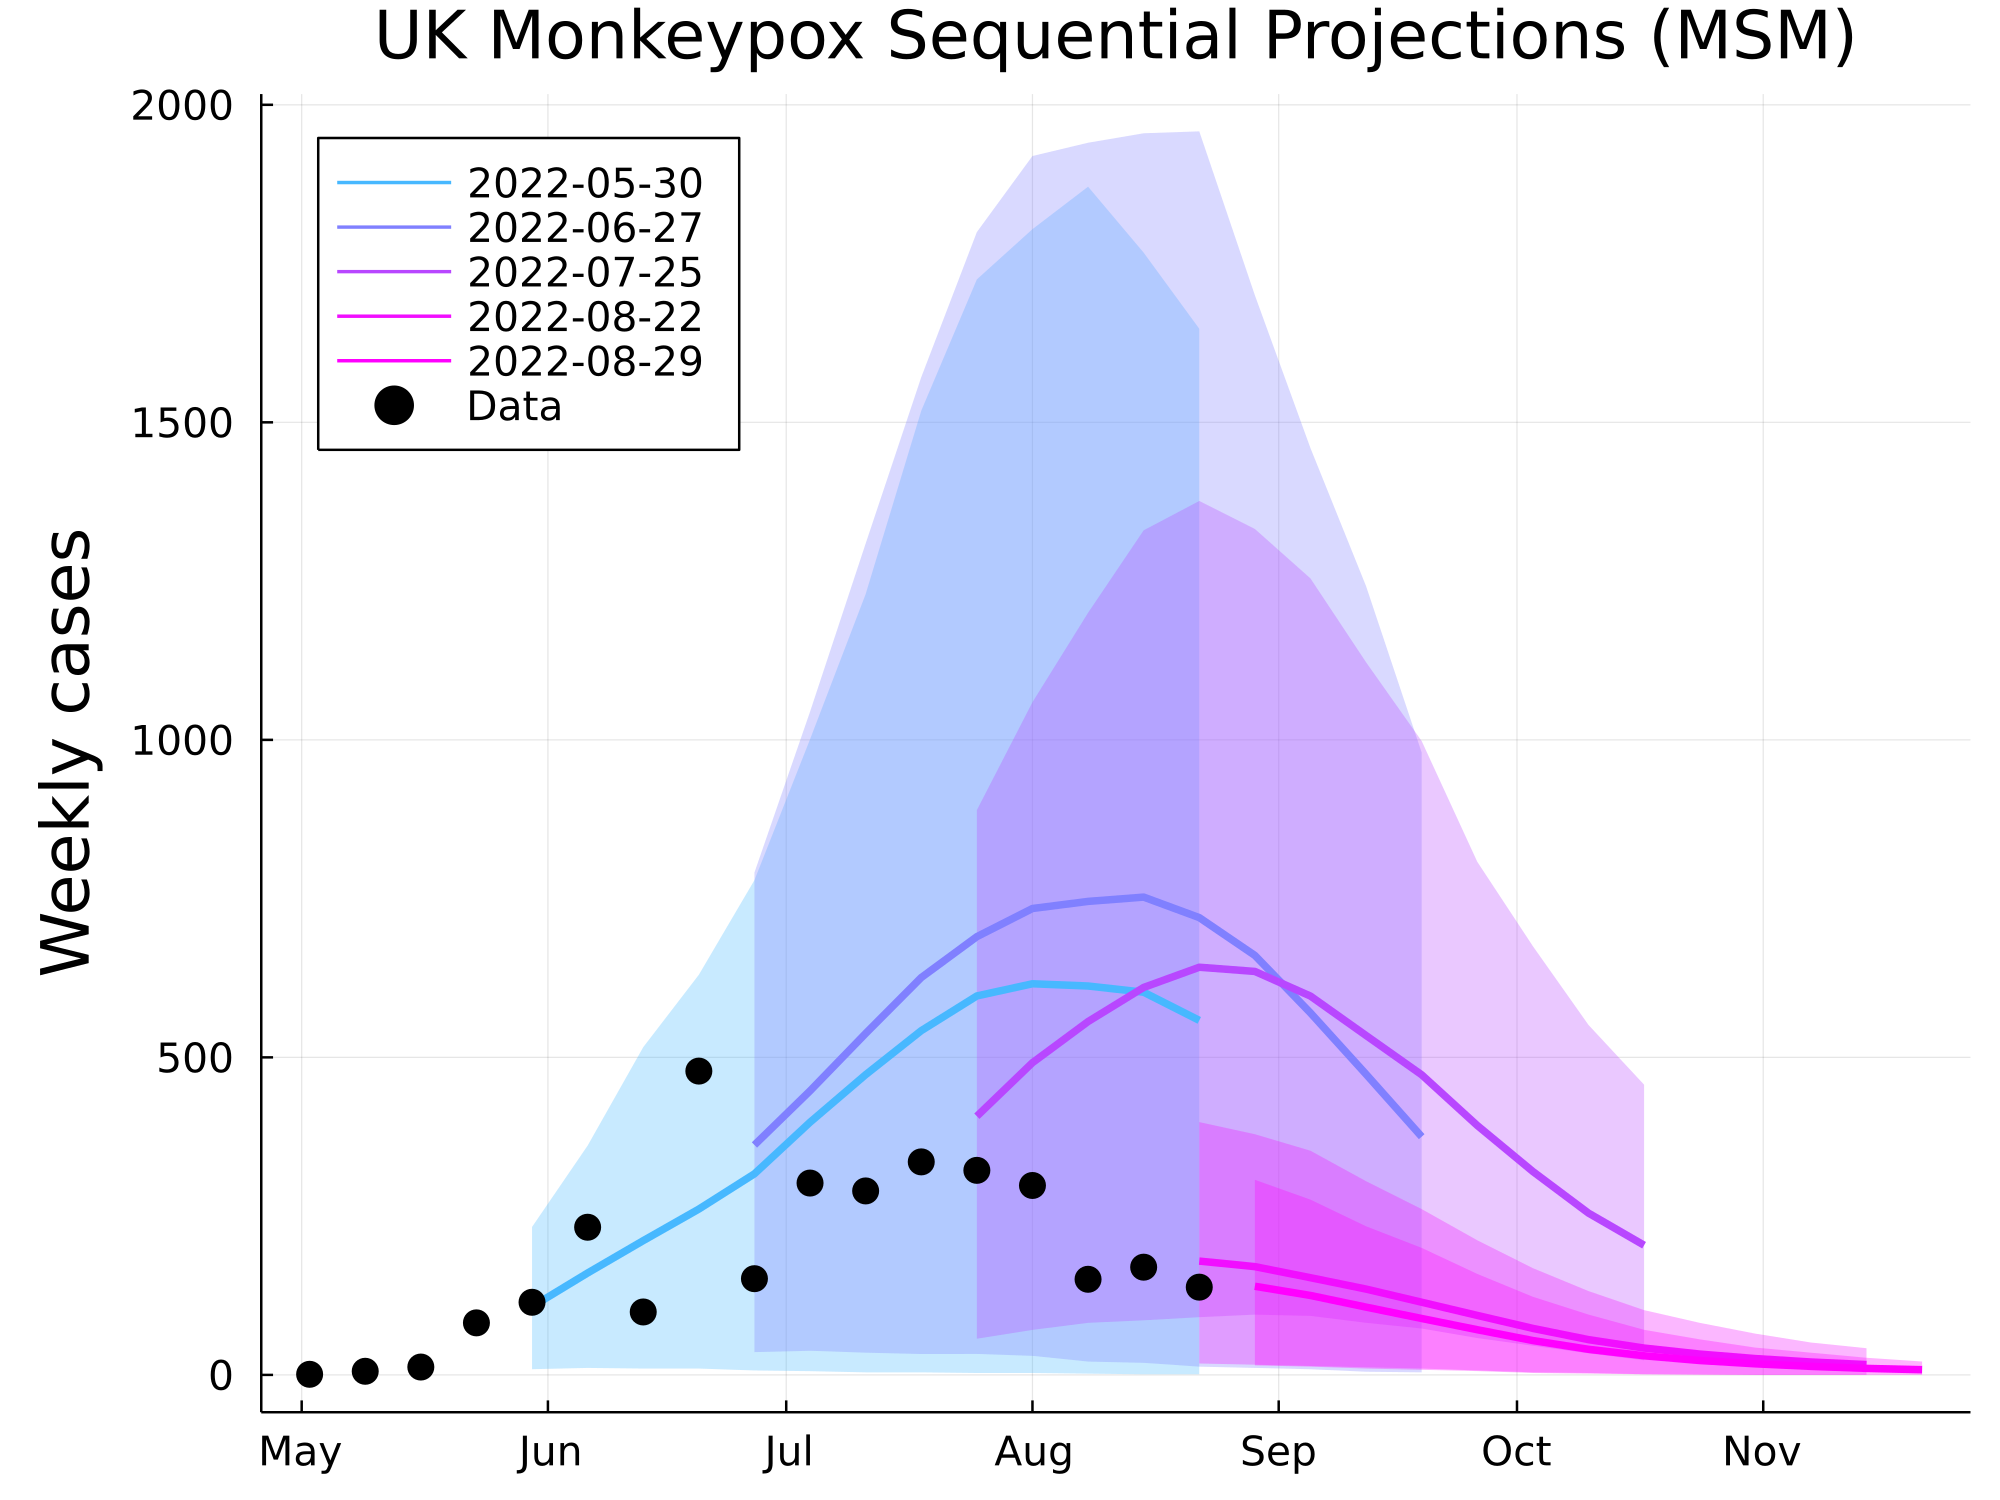 UK Monkeypox Sequential Projections (MSM)
2000
1500
1000
500
0
Weekly cases
2022-05-30
2022-06-27
2022-07-25
2022-08-22
2022-08-29
Data
May Jun Jul Aug Sep Oct Nov